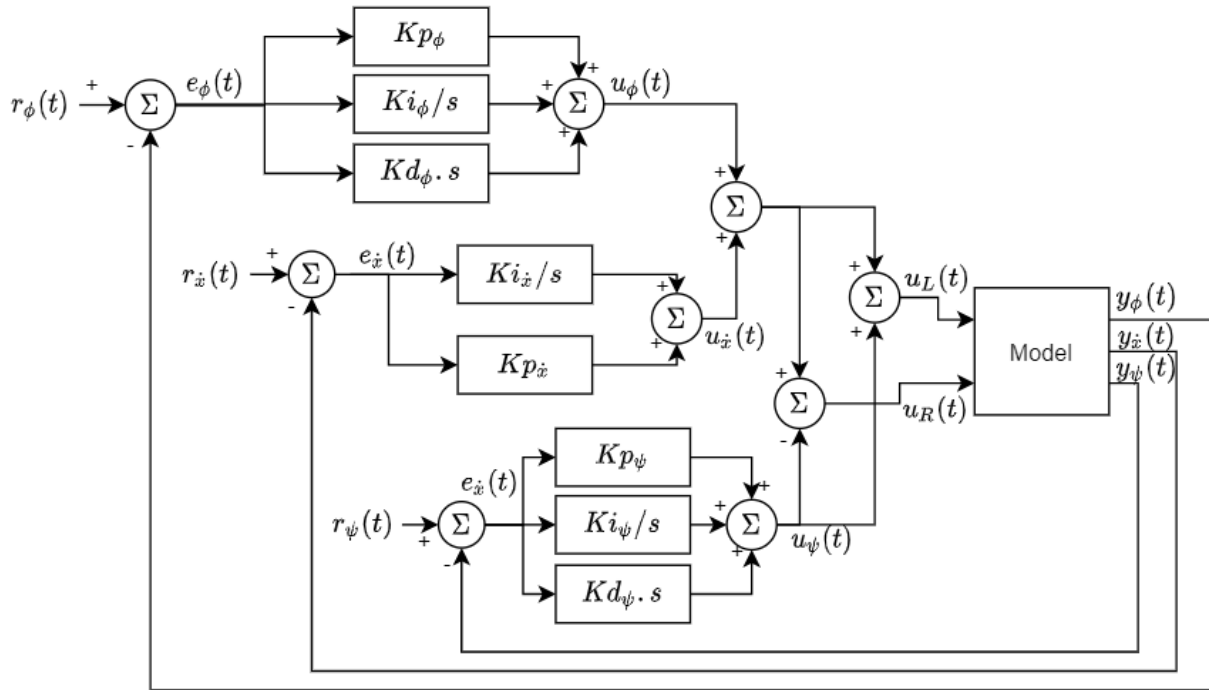 Kp_φ
+
+
e_φ(t)
u_φ(t)
r_φ(t)
Σ
+
Ki_φ/s
Σ
-
+
Kd_φ.s
+
Σ
+
r_ẋ(t)
+
Σ
-
e_ẋ(t)
Ki_ẋ/s
+
Σ
+
u_ẋ(t)
Kp_ẋ
+
Σ
+
u_L(t)
Model
y_φ(t)
y_ẋ(t)
y_ψ(t)
+
Σ
-
u_R(t)
Kp_ψ
e_ẋ(t)
+
r_ψ(t)
+
Σ
-
Ki_ψ/s
+
Σ
+
u_ψ(t)
Kd_ψ.s